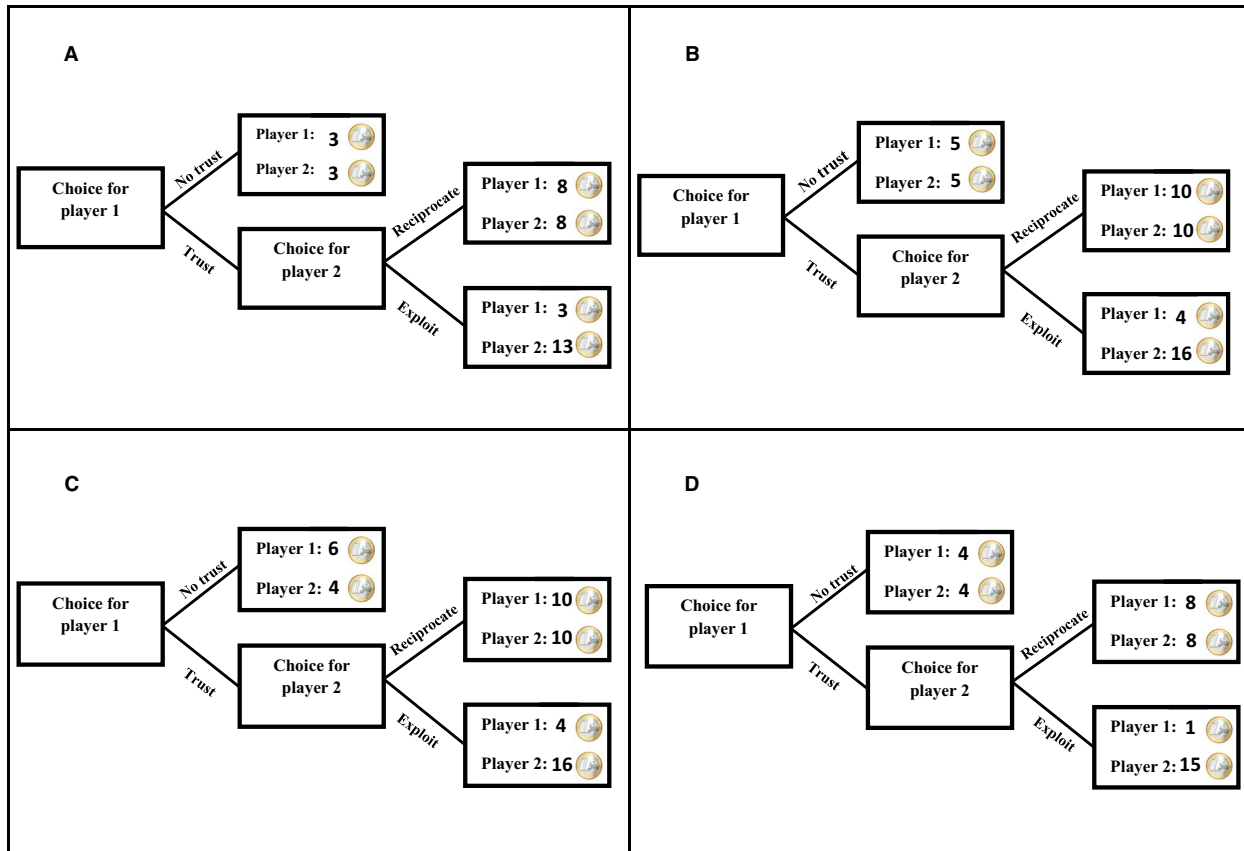 A
Choice for
player 1
No trust
Trust
Player 1: 3
Player 2: 3
Choice for
player 2
Reciprocate
Exploit
Player 1: 8
Player 2: 8
Player 1: 3
Player 2: 13
B
Choice for
player 1
No trust
Trust
Player 1: 5
Player 2: 5
Choice for
player 2
Reciprocate
Exploit
Player 1: 10
Player 2: 10
Player 1: 4
Player 2: 16
C
Choice for
player 1
No trust
Trust
Player 1: 6
Player 2: 4
Choice for
player 2
Reciprocate
Exploit
Player 1: 10
Player 2: 10
Player 1: 4
Player 2: 16
D
Choice for
player 1
No trust
Trust
Player 1: 4
Player 2: 4
Choice for
player 2
Reciprocate
Exploit
Player 1: 8
Player 2: 8
Player 1: 1
Player 2: 15